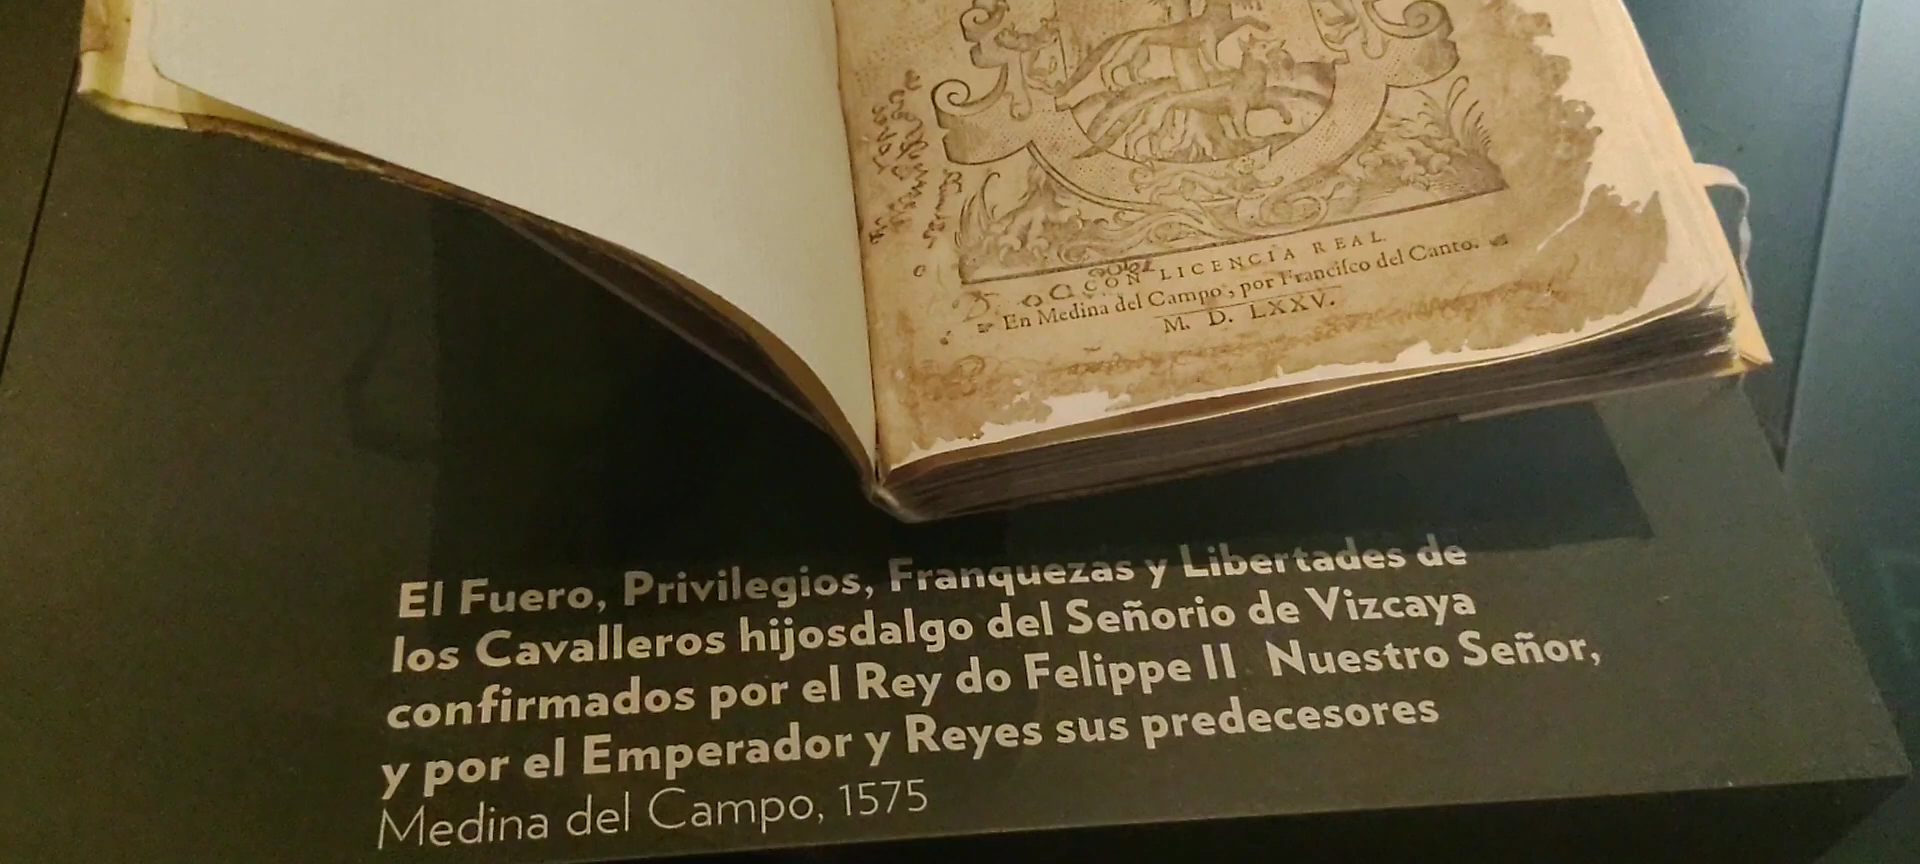 CON LICENCIA REAL.
En Medina del Campo, por Francisco del Canto.
M. D. LXXV.
El Fuero, Privilegios, Franquezas y Libertades de
los Cavalleros hijosdalgo del Señorio de Vizcaya
confirmados por el Rey do Felippe II Nuestro Señor,
y por el Emperador y Reyes sus predecesores
Medina del Campo, 1575